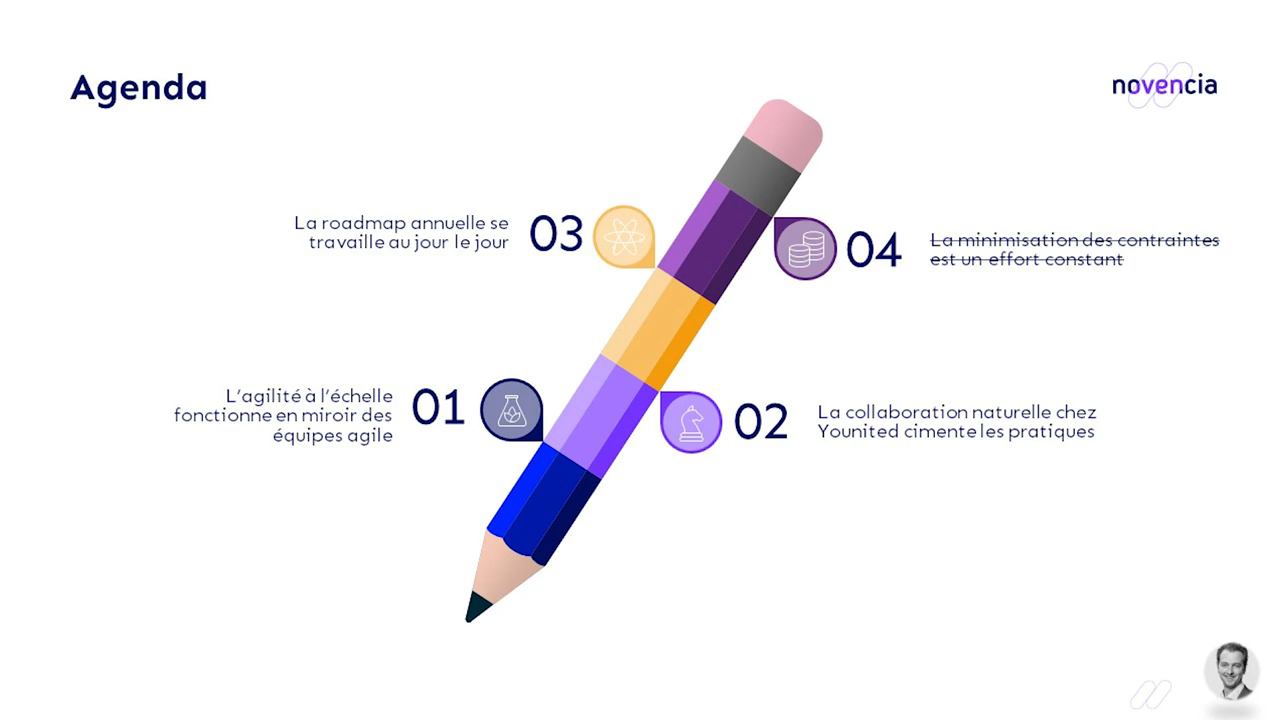 Agenda
novencia
La roadmap annuelle se
travaille au jour le jour
03
04
La minimisation des contraintes
est un effort constant
L'agilité à l'échelle
fonctionne en miroir des
équipes agile
01
02
La collaboration naturelle chez
Younited cimente les pratiques